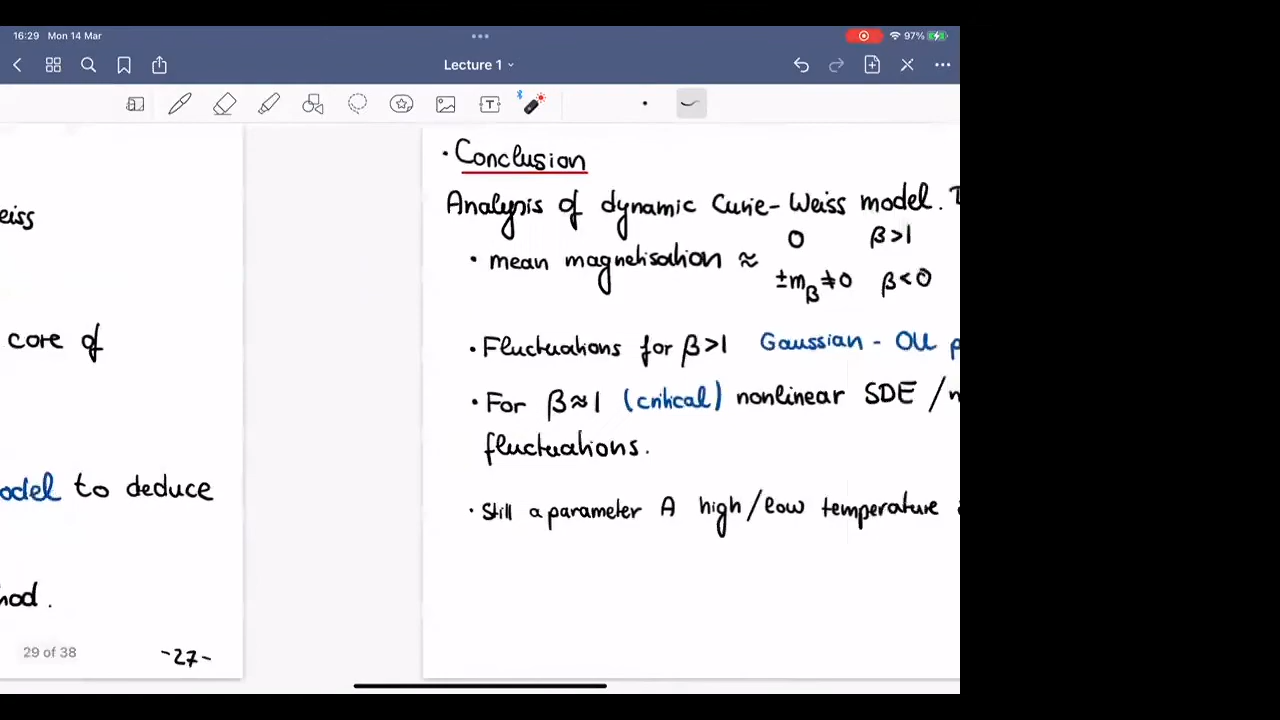 16:29 Mon 14 Mar
97%
Lecture 1
eiss
core of
odel to deduce
hod.
29 of 38
-27-
· Conclusion
Analysis of dynamic Curie-Weiss model.
· mean magnetisation ≈ 0 β>1
±m_β ≠ 0 β<0
· Fluctuations for β>1 Gaussian - OU p
· For β≈1 (critical) nonlinear SDE / n
fluctuations.
· Still a parameter A high/low temperature